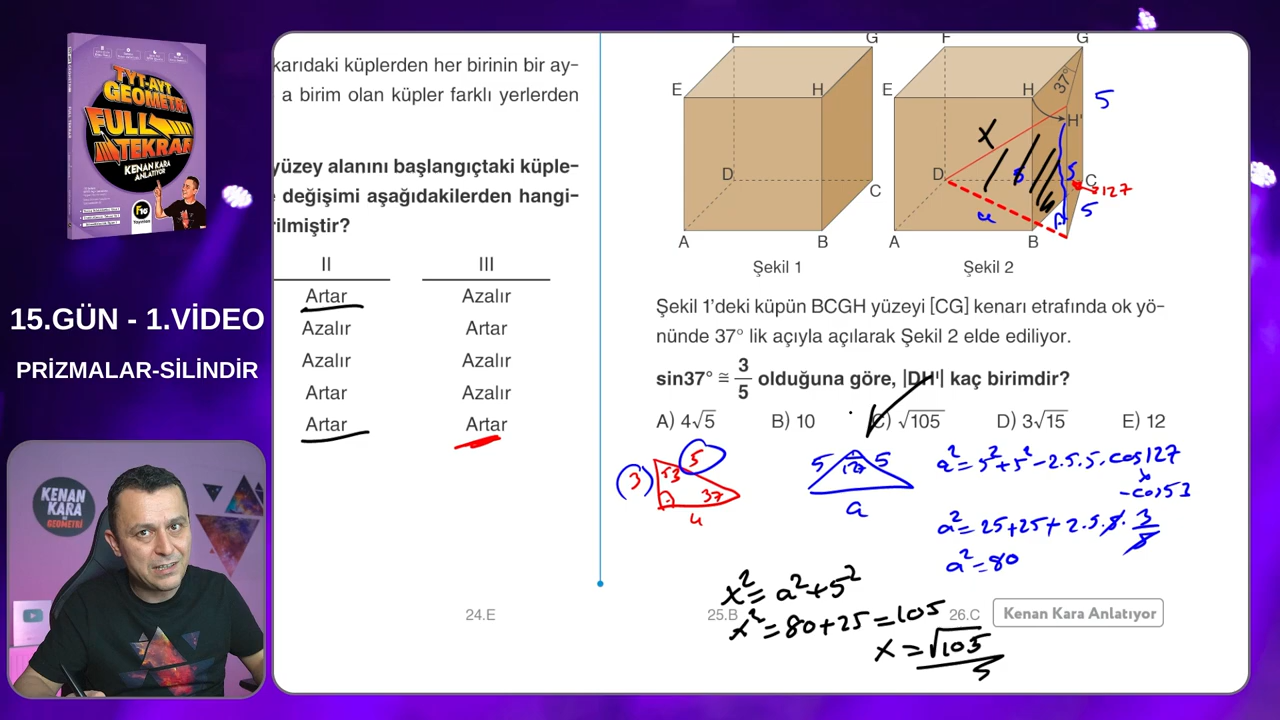 TYT-AYT
GEOMETRİ
FULL
TEKRAR
KENAN KARA
ANLATIYOR
15.GÜN - 1.VİDEO
PRİZMALAR-SİLİNDİR
KENAN
KARA
ile
GEOMETRİ
karıdaki küplerden her birinin bir ay-
a birim olan küpler farklı yerlerden
yüzey alanını başlangıçtaki küple-
e değişimi aşağıdakilerden hangi-
rilmiştir?
II III
Artar Azalır
Azalır Artar
Azalır Azalır
Artar Azalır
Artar Artar
24.E
F G
E H
D C
A B
Şekil 1
F G
E H
37°
5
H'
x
D C
5
127
6
5
a
A B
Şekil 2
Şekil 1'deki küpün BCGH yüzeyi [CG] kenarı etrafında ok yö-
nünde 37° lik açıyla açılarak Şekil 2 elde ediliyor.
sin37° ≅ 3/5 olduğuna göre, |DH'| kaç birimdir?
A) 4√5 B) 10 C) √105 D) 3√15 E) 12
3 53 5 37 4
5 127 5
a
a²=5²+5²-2.5.5.cos127
-cos53
a²=25+25+2.5.5.3/5
a²=80
x²=a²+5²
x²=80+25=105
x=√105
5
25.B
26.C
Kenan Kara Anlatıyor